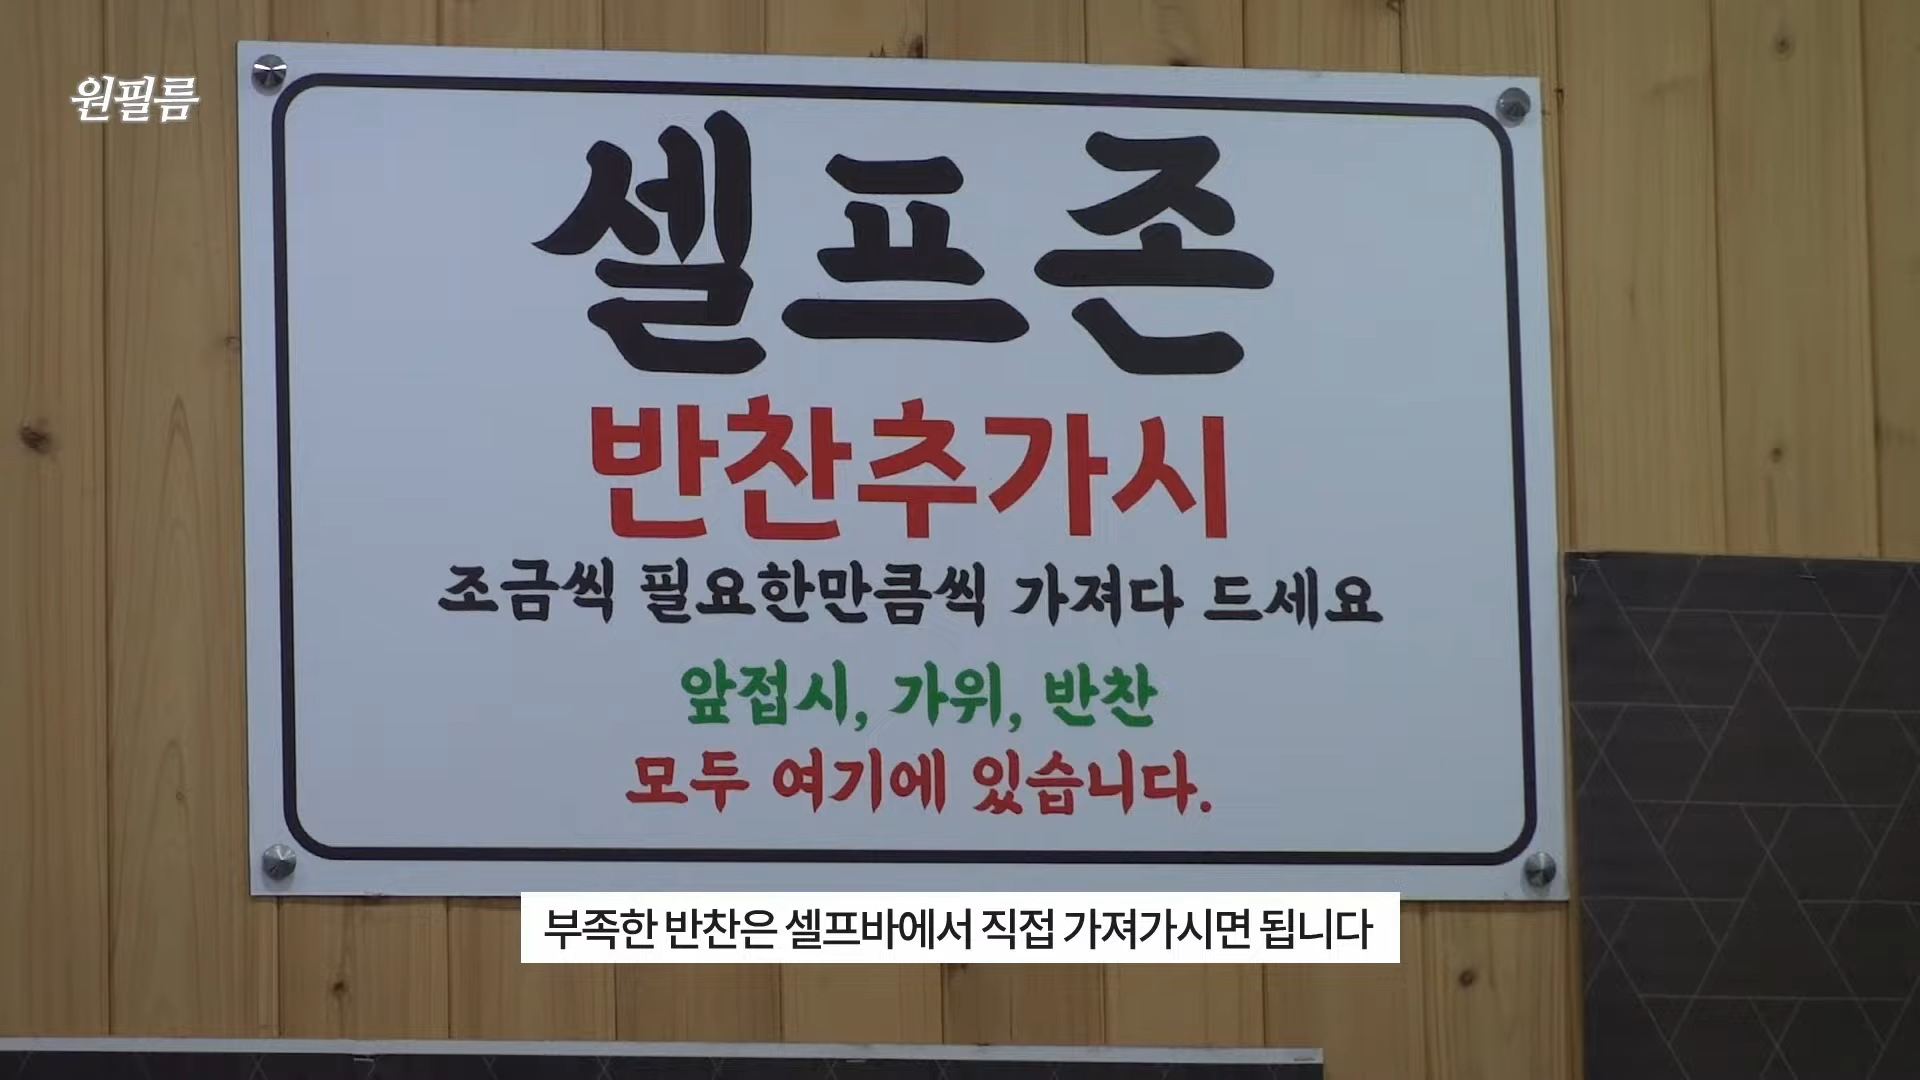 원필름
셀프존
반찬추가시
조금씩 필요한만큼씩 가져다 드세요
앞접시, 가위, 반찬
모두 여기에 있습니다.
부족한 반찬은 셀프바에서 직접 가져가시면 됩니다